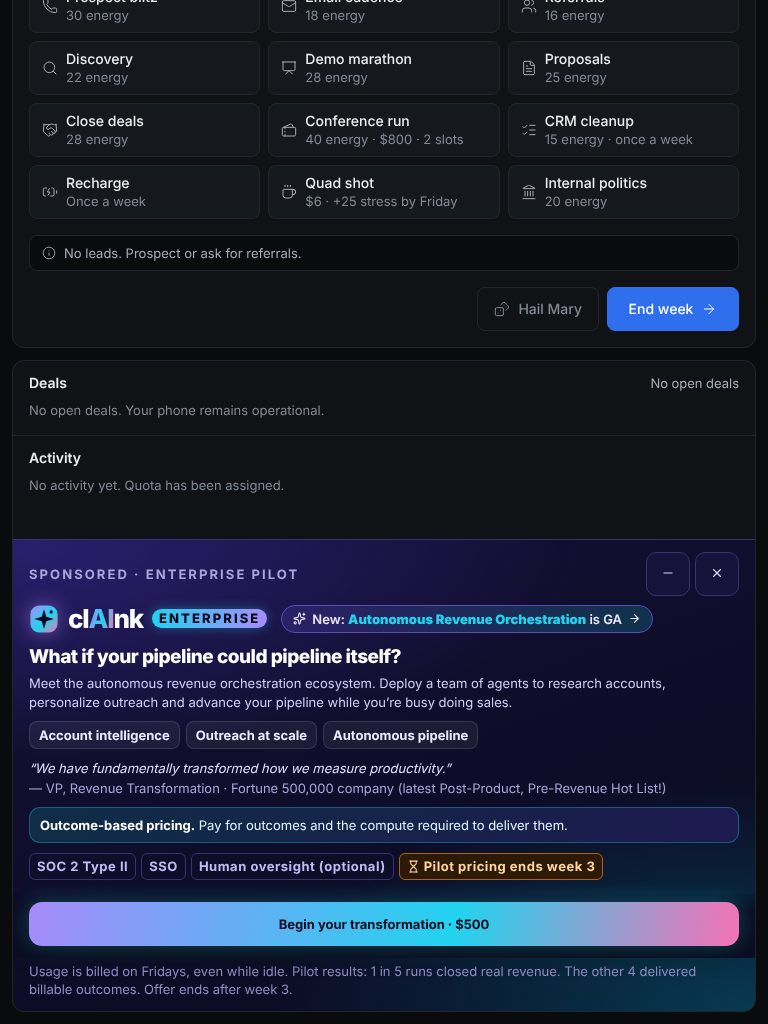 Prospect blitz
30 energy
Email cadence
18 energy
Referrals
16 energy
Discovery
22 energy
Demo marathon
28 energy
Proposals
25 energy
Close deals
28 energy
Conference run
40 energy · $800 · 2 slots
CRM cleanup
15 energy · once a week
Recharge
Once a week
Quad shot
$6 · +25 stress by Friday
Internal politics
20 energy
No leads. Prospect or ask for referrals.
Hail Mary
End week →
Deals
No open deals
No open deals. Your phone remains operational.
Activity
No activity yet. Quota has been assigned.
SPONSORED · ENTERPRISE PILOT
clAInk ENTERPRISE
New: Autonomous Revenue Orchestration is GA →
What if your pipeline could pipeline itself?
Meet the autonomous revenue orchestration ecosystem. Deploy a team of agents to research accounts,
personalize outreach and advance your pipeline while you’re busy doing sales.
Account intelligence
Outreach at scale
Autonomous pipeline
“We have fundamentally transformed how we measure productivity.”
— VP, Revenue Transformation · Fortune 500,000 company (latest Post-Product, Pre-Revenue Hot List!)
Outcome-based pricing. Pay for outcomes and the compute required to deliver them.
SOC 2 Type II
SSO
Human oversight (optional)
Pilot pricing ends week 3
Begin your transformation · $500
Usage is billed on Fridays, even while idle. Pilot results: 1 in 5 runs closed real revenue. The other 4 delivered
billable outcomes. Offer ends after week 3.